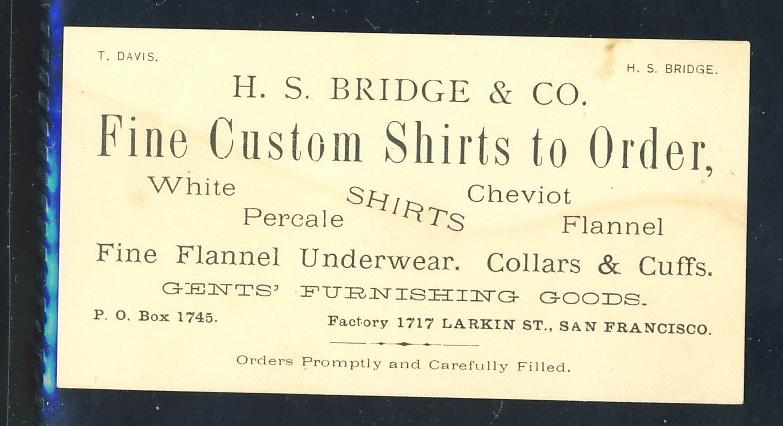 T. DAVIS.
H. S. BRIDGE.
H. S. BRIDGE & CO.
Fine Custom Shirts to Order,
White Percale SHIRTS Cheviot Flannel
Fine Flannel Underwear. Collars & Cuffs.
GENTS' FURNISHING GOODS.
P. O. Box 1745. Factory 1717 LARKIN ST., SAN FRANCISCO.
Orders Promptly and Carefully Filled.